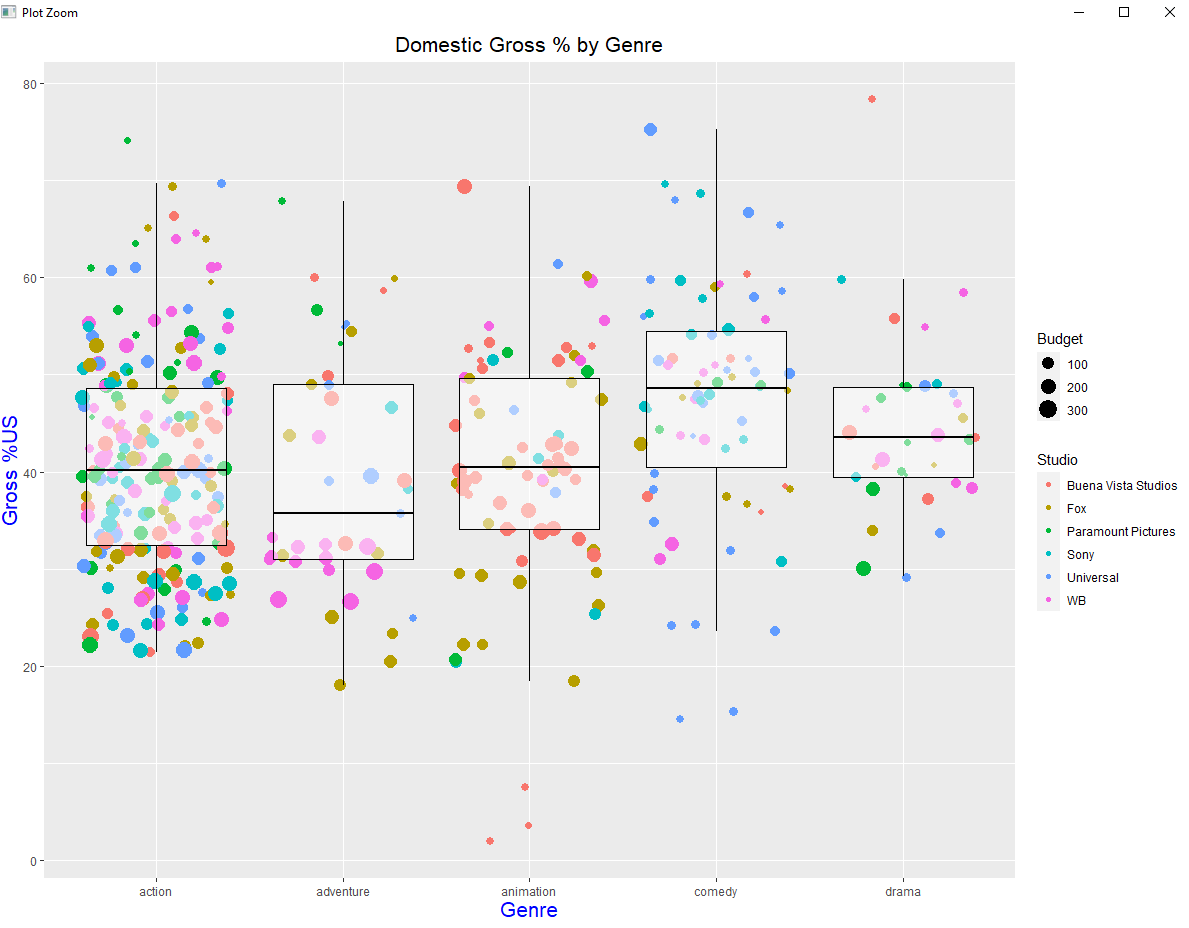 Plot Zoom
Domestic Gross % by Genre
Gross %US
80
60
40
20
0
action adventure animation comedy drama
Genre
Budget
100
200
300
Studio
Buena Vista Studios
Fox
Paramount Pictures
Sony
Universal
WB